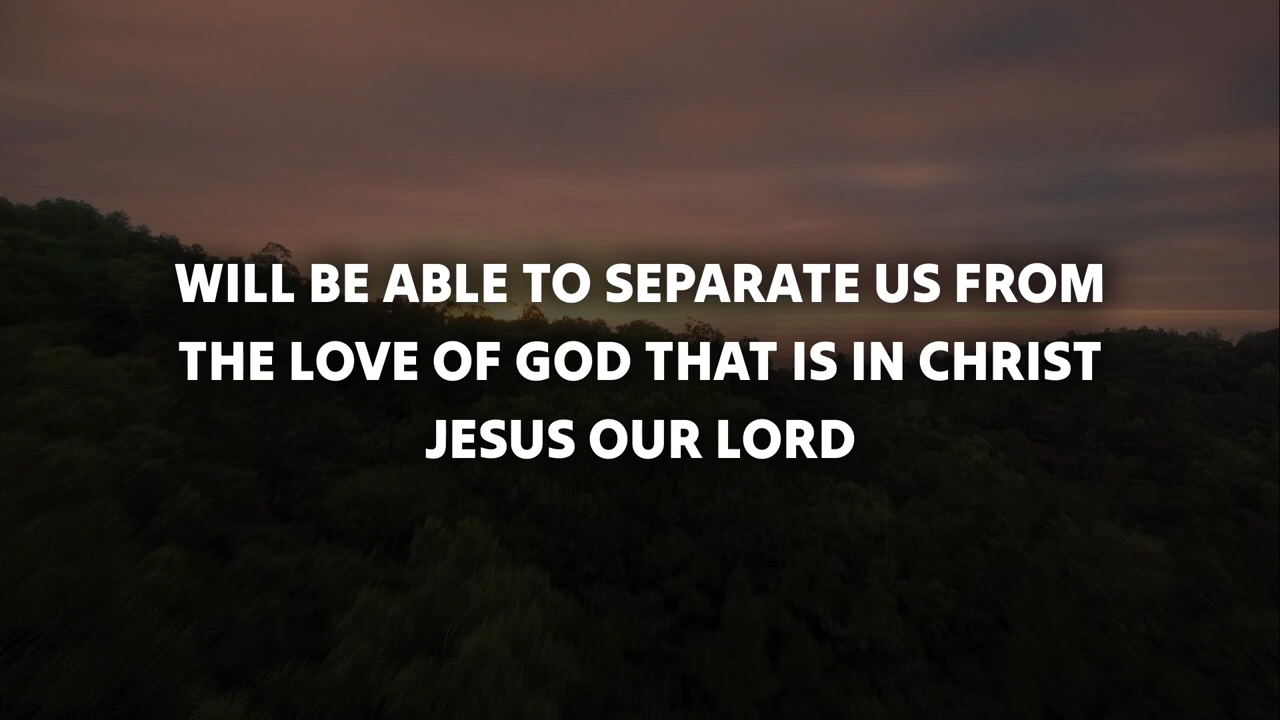 WILL BE ABLE TO SEPARATE US FROM
THE LOVE OF GOD THAT IS IN CHRIST
JESUS OUR LORD